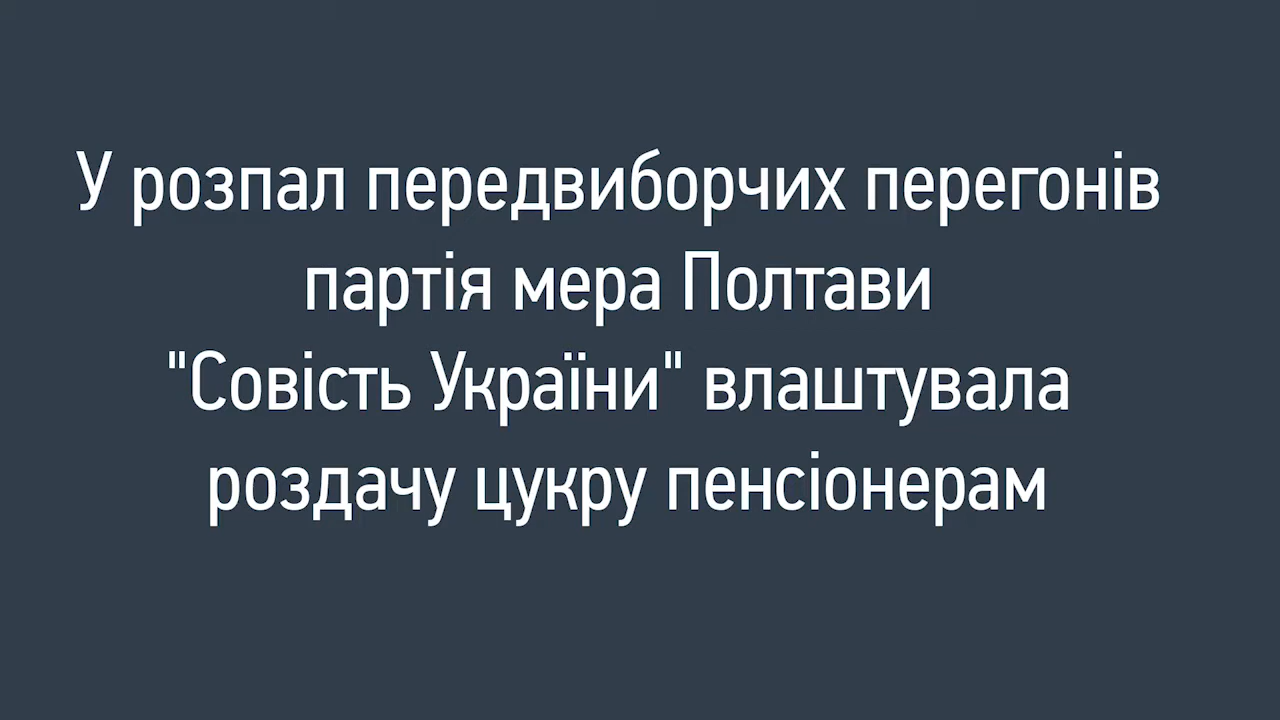 У розпал передвиборчих перегонів
партія мера Полтави
"Совість України" влаштувала
роздачу цукру пенсіонерам